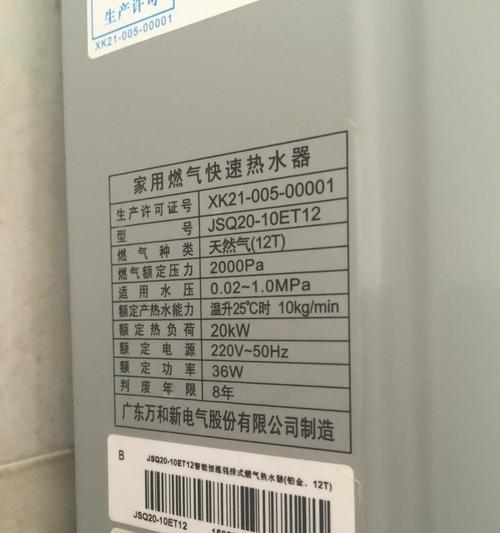 生产许可
XK21-005-00001
家用燃气快速热水器
生产许可证号 XK21-005-00001
型号 JSQ20-10ET12
燃气种类 天然气(12T)
燃气额定压力 2000Pa
适用水压 0.02~1.0MPa
额定产热水能力 温升25℃时 10kg/min
额定热负荷 20kW
额定电源 220V~50Hz
额定功率 36W
判废年限 8年
广东万和新电气股份有限公司制造
B JSQ20-10ET12智能恒温强排式燃气热水器(铂金、12T)
JSQ20-10ET12